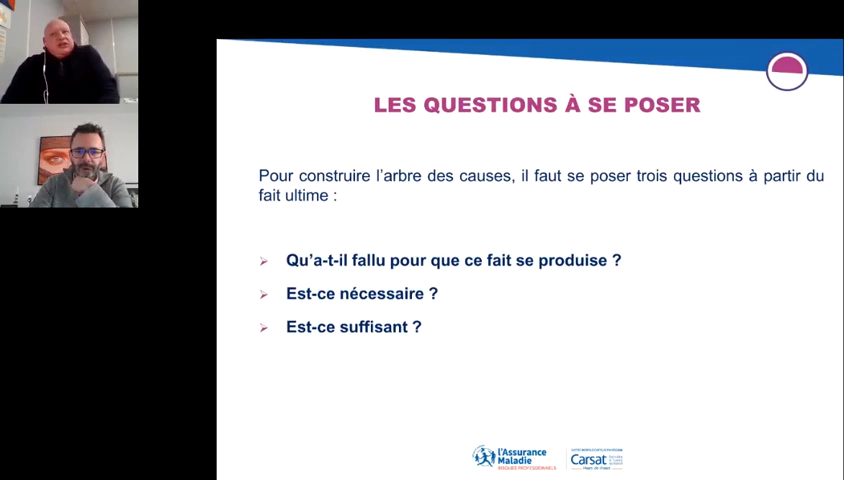 LES QUESTIONS À SE POSER
Pour construire l'arbre des causes, il faut se poser trois questions à partir du
fait ultime :
Qu'a-t-il fallu pour que ce fait se produise ?
Est-ce nécessaire ?
Est-ce suffisant ?
l'Assurance
Maladie
RISQUES PROFESSIONNELS
Carsat